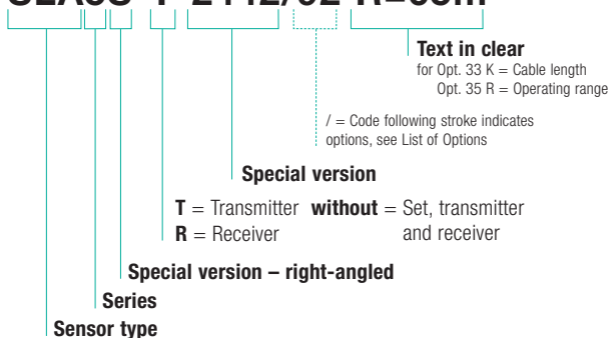 Text in clear
for Opt. 33 K = Cable length
Opt. 35 R = Operating range
/ = Code following stroke indicates
options, see List of Options
Special version
T = Transmitter without = Set, transmitter
R = Receiver and receiver
Special version – right-angled
Series
Sensor type